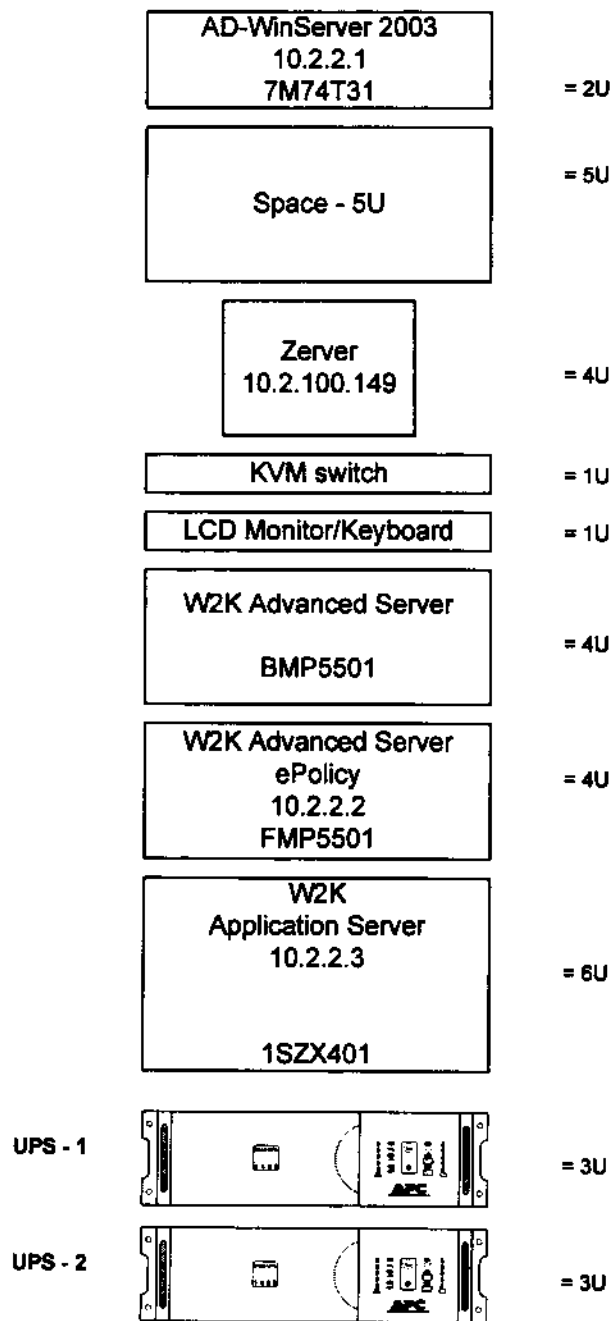 AD-WinServer 2003
10.2.2.1
7M74T31
= 2U
Space - 5U
= 5U
Zerver
10.2.100.149
= 4U
KVM switch
= 1U
LCD Monitor/Keyboard
= 1U
W2K Advanced Server
BMP5501
= 4U
W2K Advanced Server
ePolicy
10.2.2.2
FMP5501
= 4U
W2K
Application Server
10.2.2.3
1SZX401
= 6U
UPS - 1
APC
= 3U
UPS - 2
APC
= 3U